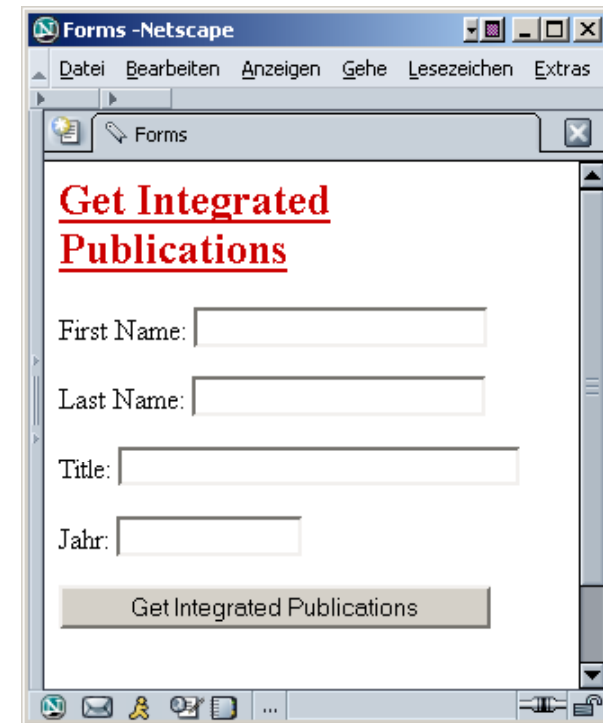 Forms -Netscape
Datei Bearbeiten Anzeigen Gehe Lesezeichen Extras
Forms
Get Integrated
Publications
First Name:
Last Name:
Title:
Jahr:
Get Integrated Publications
...